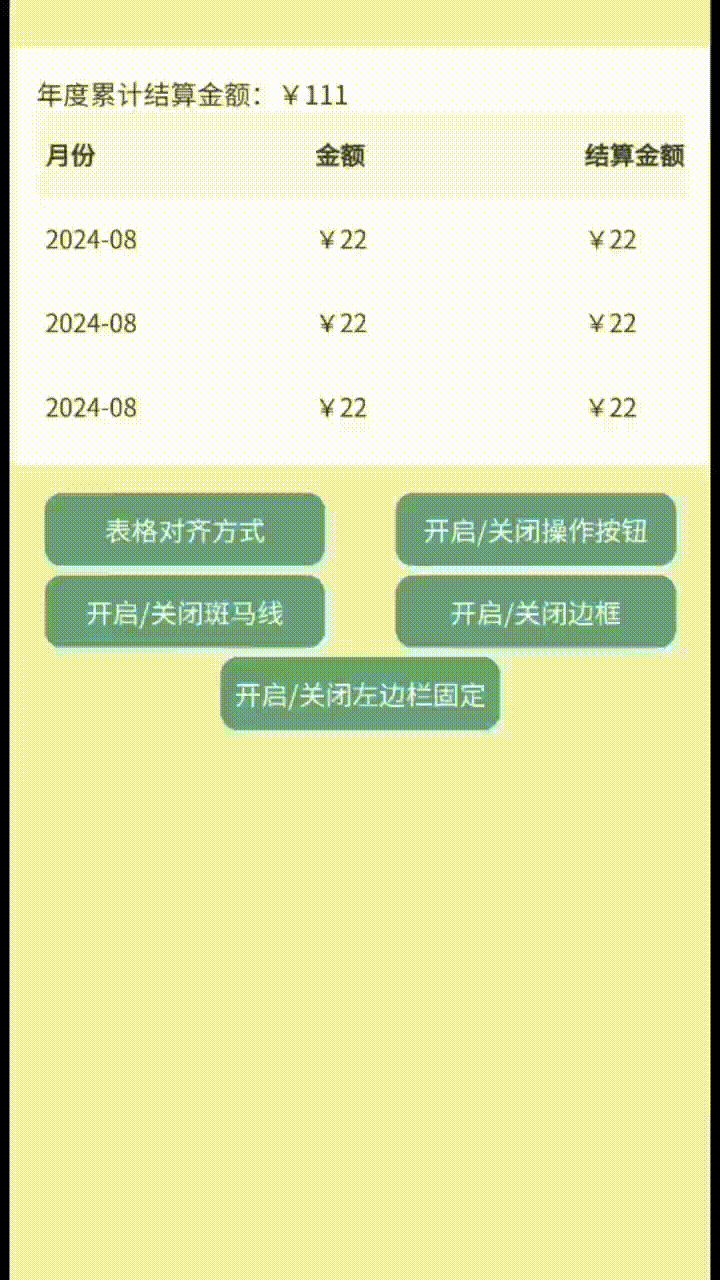 年度累计结算金额：￥111
月份 金额 结算金额
2024-08 ￥22 ￥22
2024-08 ￥22 ￥22
2024-08 ￥22 ￥22
表格对齐方式 开启/关闭操作按钮
开启/关闭斑马线 开启/关闭边框
开启/关闭左边栏固定